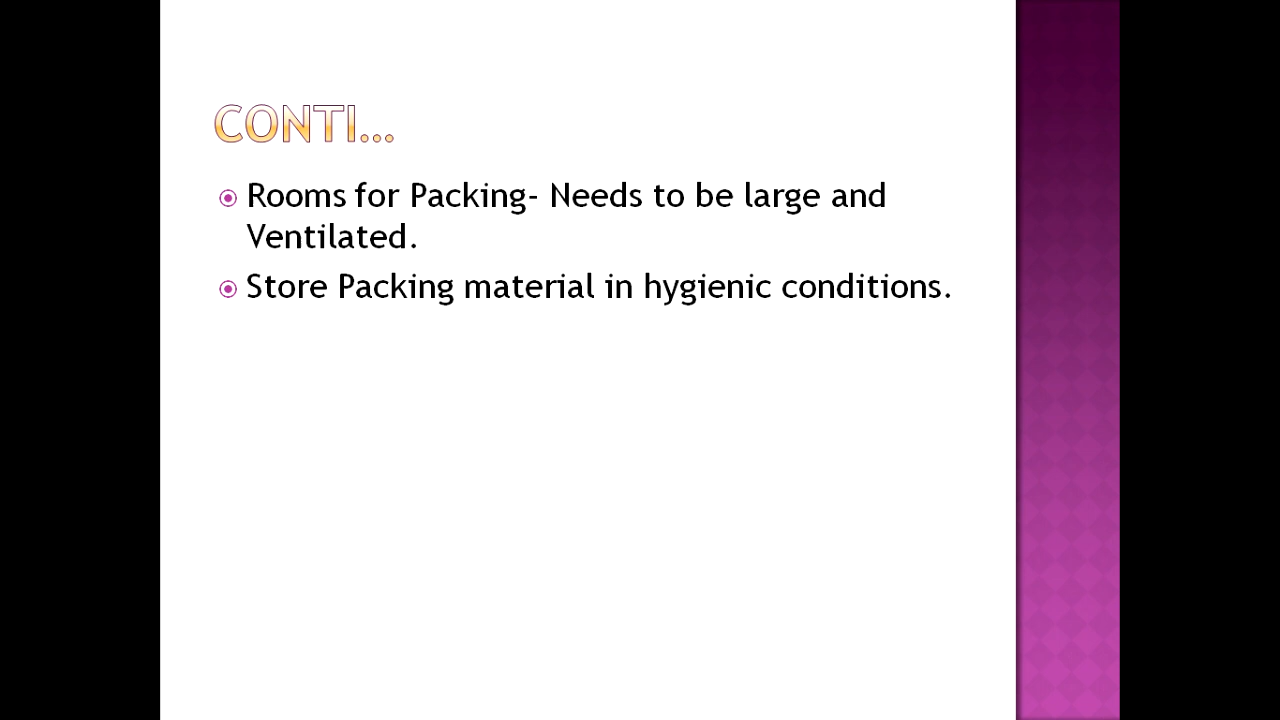 CONTI...
Rooms for Packing- Needs to be large and
Ventilated.
Store Packing material in hygienic conditions.